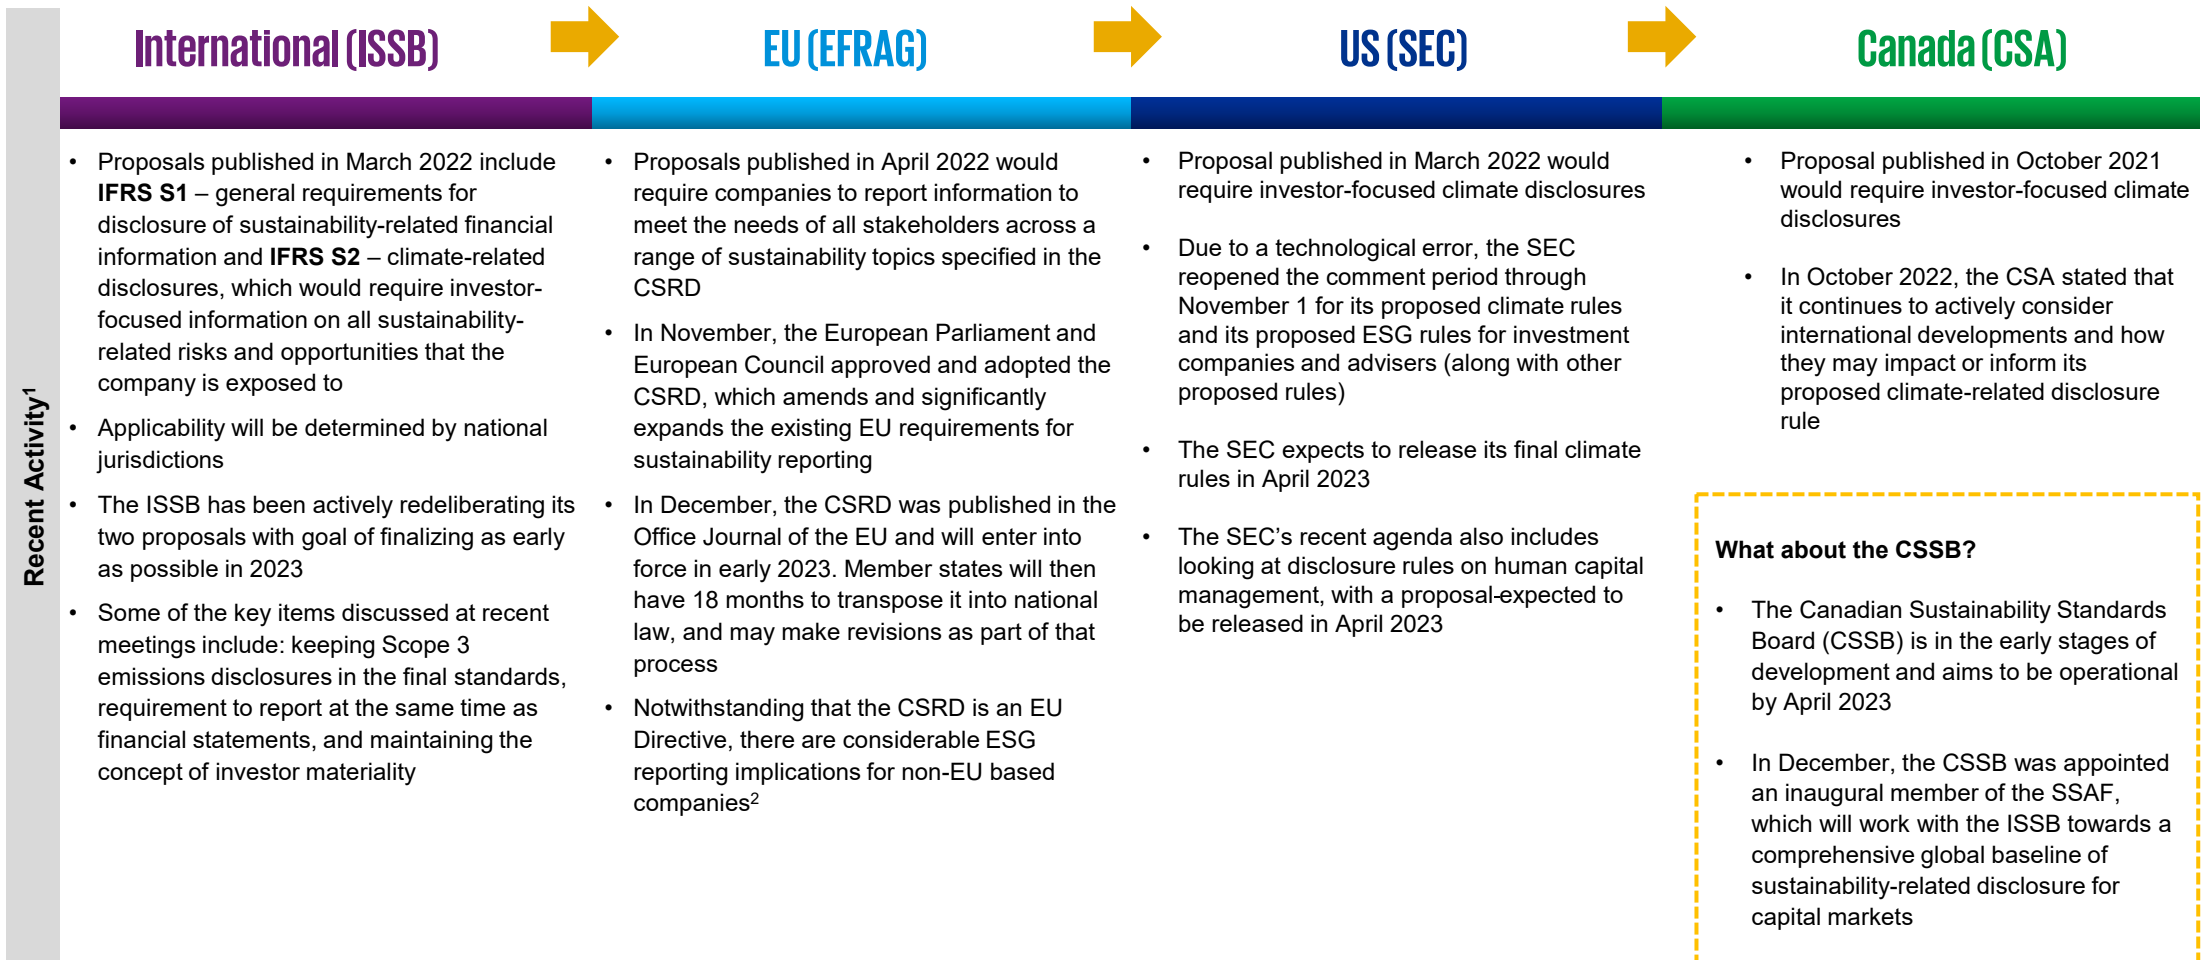 International (ISSB)
EU (EFRAG)
US (SEC)
Canada (CSA)
Recent Activity1
• Proposals published in March 2022 include
IFRS S1 – general requirements for
disclosure of sustainability-related financial
information and IFRS S2 – climate-related
disclosures, which would require investor-
focused information on all sustainability-
related risks and opportunities that the
company is exposed to
• Applicability will be determined by national
jurisdictions
• The ISSB has been actively redeliberating its
two proposals with goal of finalizing as early
as possible in 2023
• Some of the key items discussed at recent
meetings include: keeping Scope 3
emissions disclosures in the final standards,
requirement to report at the same time as
financial statements, and maintaining the
concept of investor materiality
• Proposals published in April 2022 would
require companies to report information to
meet the needs of all stakeholders across a
range of sustainability topics specified in the
CSRD
• In November, the European Parliament and
European Council approved and adopted the
CSRD, which amends and significantly
expands the existing EU requirements for
sustainability reporting
• In December, the CSRD was published in the
Office Journal of the EU and will enter into
force in early 2023. Member states will then
have 18 months to transpose it into national
law, and may make revisions as part of that
process
• Notwithstanding that the CSRD is an EU
Directive, there are considerable ESG
reporting implications for non-EU based
companies2
• Proposal published in March 2022 would
require investor-focused climate disclosures
• Due to a technological error, the SEC
reopened the comment period through
November 1 for its proposed climate rules
and its proposed ESG rules for investment
companies and advisers (along with other
proposed rules)
• The SEC expects to release its final climate
rules in April 2023
• The SEC’s recent agenda also includes
looking at disclosure rules on human capital
management, with a proposal-expected to
be released in April 2023
• Proposal published in October 2021
would require investor-focused climate
disclosures
• In October 2022, the CSA stated that
it continues to actively consider
international developments and how
they may impact or inform its
proposed climate-related disclosure
rule
What about the CSSB?
• The Canadian Sustainability Standards
Board (CSSB) is in the early stages of
development and aims to be operational
by April 2023
• In December, the CSSB was appointed
an inaugural member of the SSAF,
which will work with the ISSB towards a
comprehensive global baseline of
sustainability-related disclosure for
capital markets